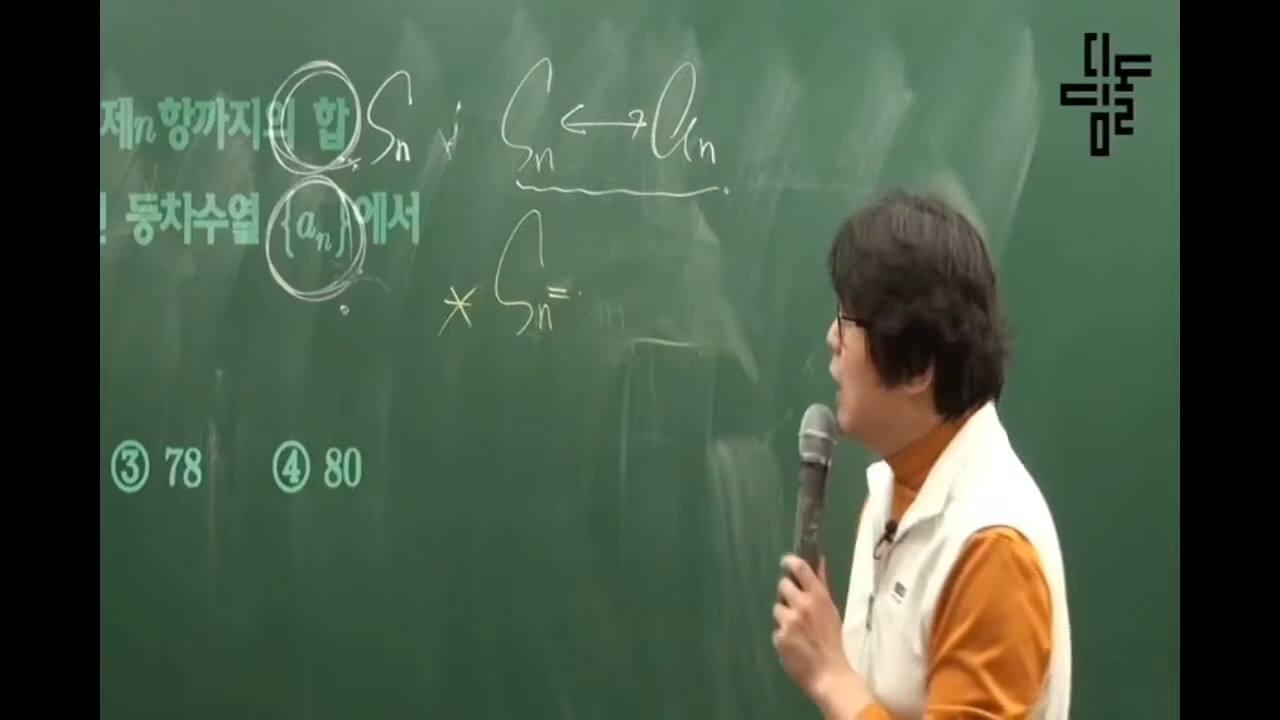 제n항까지의 합 Sₙ
Sₙ ↔ aₙ
동차수열 {aₙ}에서
* Sₙ =
③ 78 ④ 80